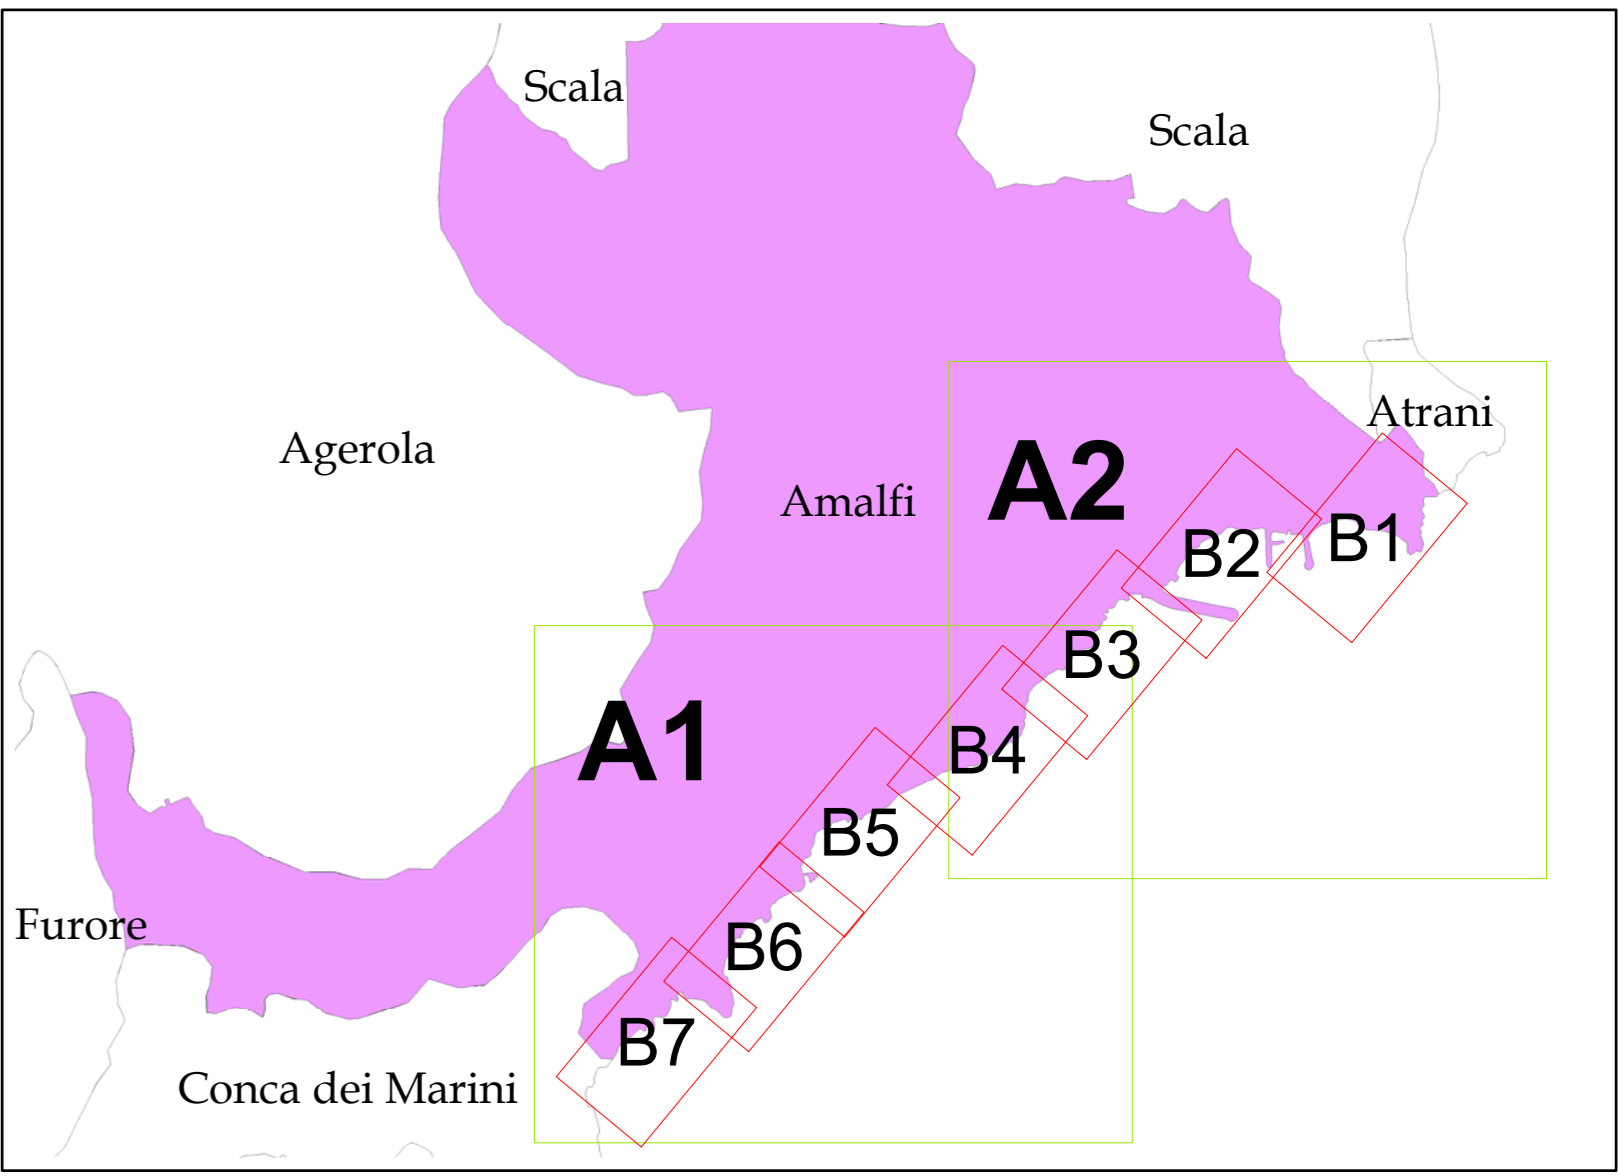 Scala
Scala
Atrani
Agerola
A2
Amalfi
B1
B2
B3
A1
B4
B5
Furore
B6
B7
Conca dei Marini